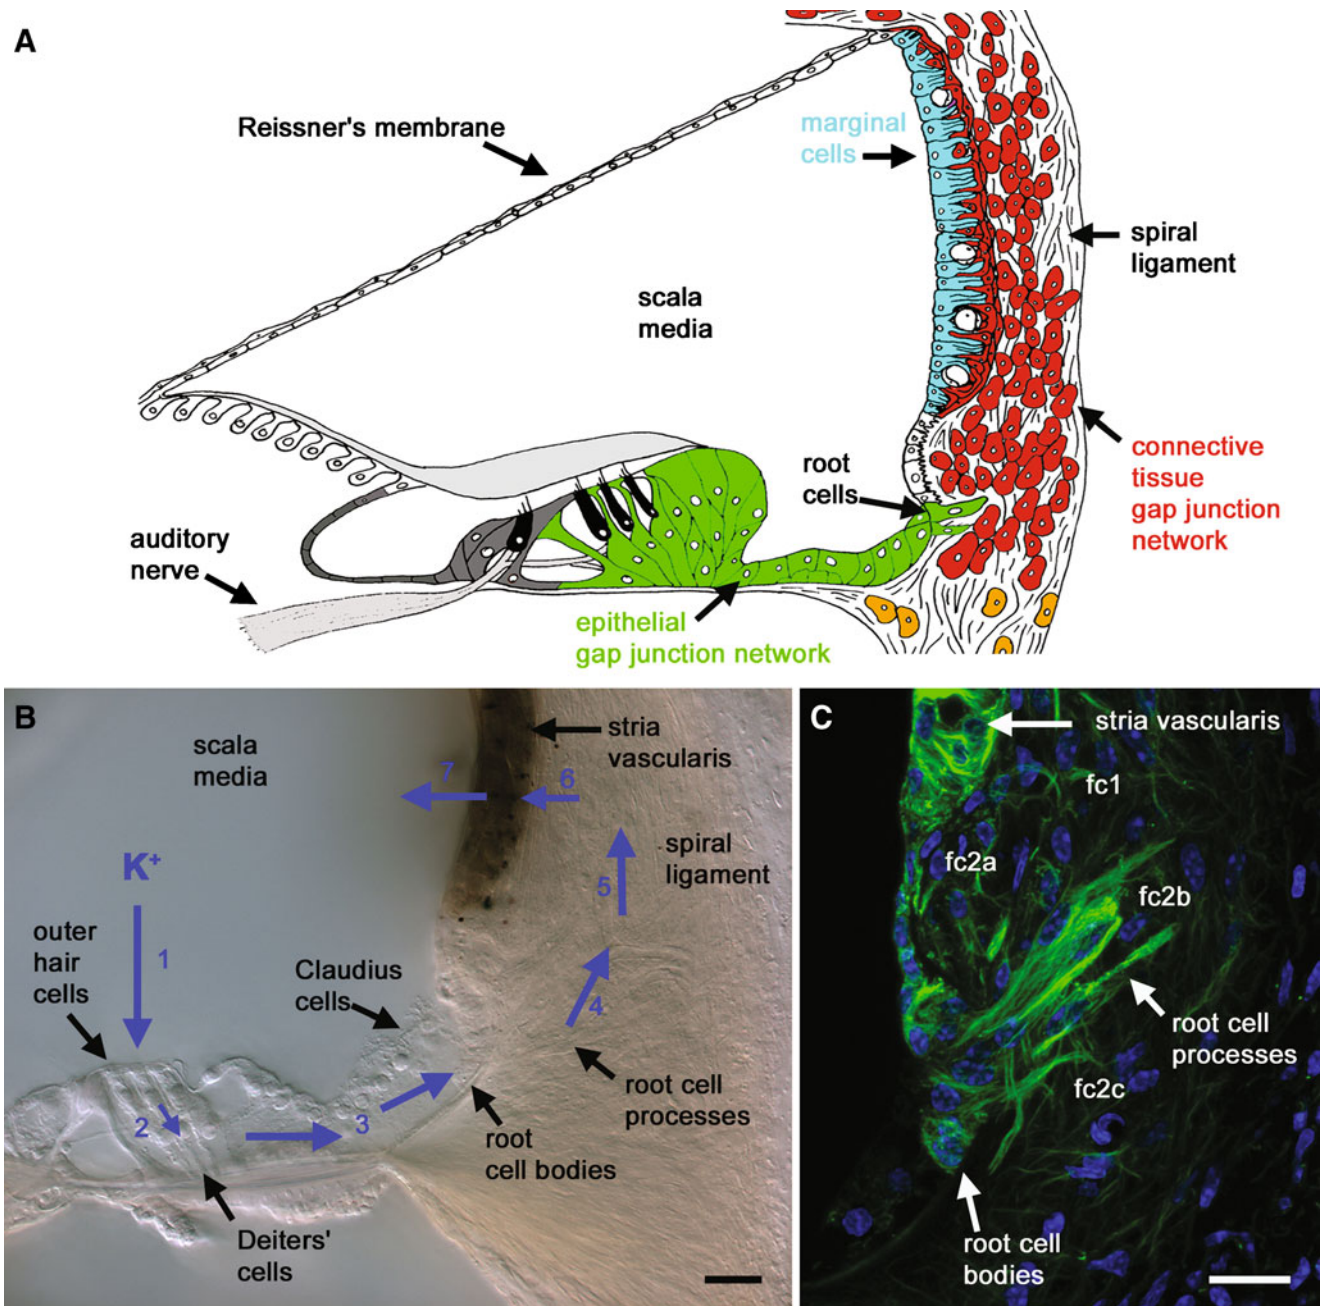 A
Reissner's membrane
marginal
cells
spiral
ligament
scala
media
root
cells
connective
tissue
gap junction
network
auditory
nerve
epithelial
gap junction network
B
scala
media
stria
vascularis
7
6
K+
spiral
ligament
5
outer
hair
cells
1
Claudius
cells
4
2
3
root cell
processes
root
cell bodies
Deiters'
cells
C
stria vascularis
fc1
fc2a
fc2b
root cell
processes
fc2c
root cell
bodies